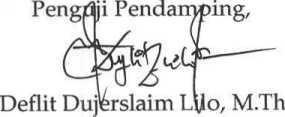 Penguji Pendamping,
Deflit Dujerslaim Lilo, M.Th